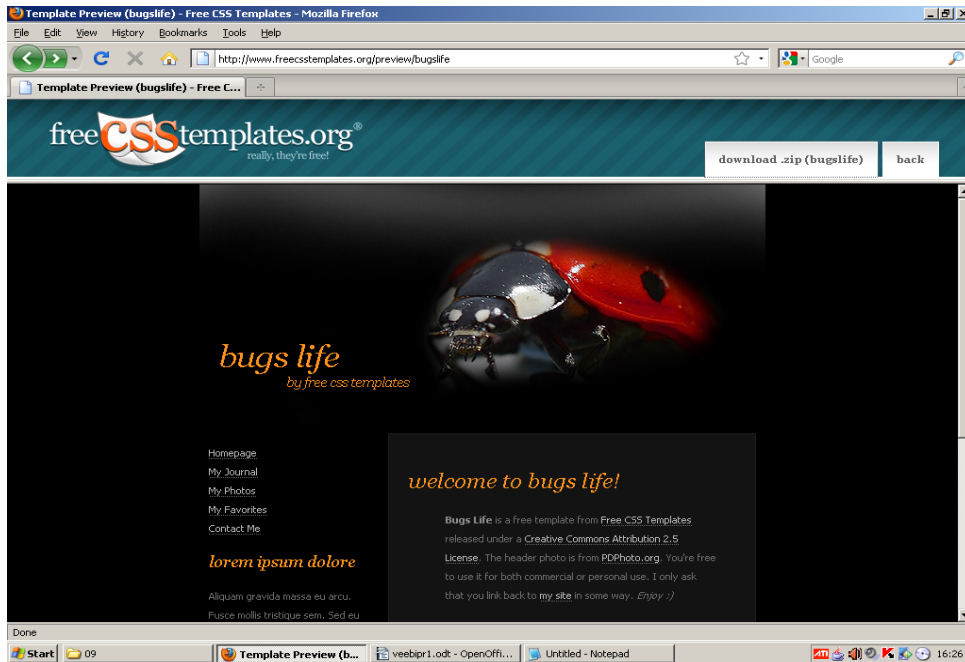 Template Preview (bugslife) - Free CSS Templates - Mozilla Firefox
File Edit View History Bookmarks Tools Help
http://www.freecsstemplates.org/preview/bugslife
Google
Template Preview (bugslife) - Free C...
freeCSStemplates.org®
really, they're free!
download .zip (bugslife)
back
bugs life
by free css templates
Homepage
My Journal
My Photos
My Favorites
Contact Me
lorem ipsum dolore
Aliquam gravida massa eu arcu.
Fusce mollis tristique sem. Sed eu
welcome to bugs life!
Bugs Life is a free template from Free CSS Templates
released under a Creative Commons Attribution 2.5
License. The header photo is from PDPhoto.org. You're free
to use it for both commercial or personal use. I only ask
that you link back to my site in some way. Enjoy :)
Done
Start
09
Template Preview (b...
veebipr1.odt - OpenOffi...
Untitled - Notepad
ATI
16:26